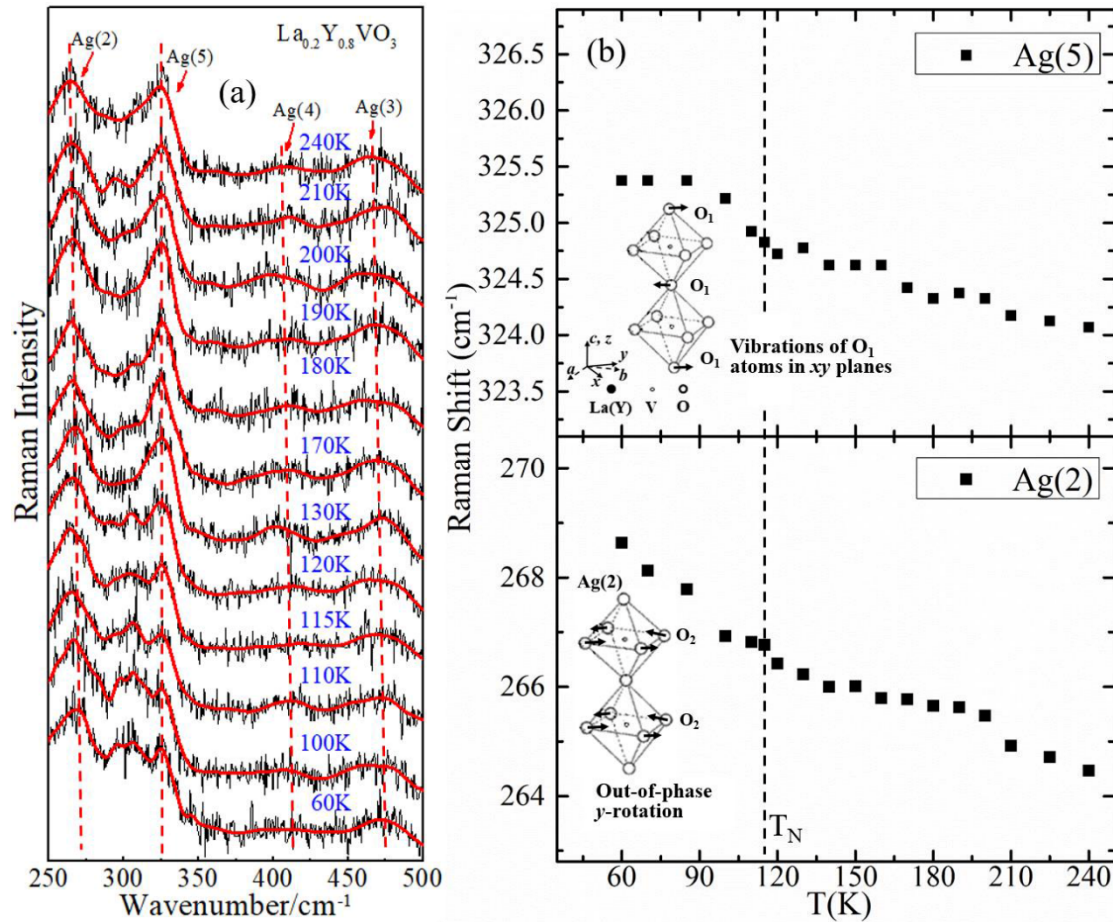 (a)
La0.2Y0.8VO3
Ag(2)
Ag(5)
Ag(4)
Ag(3)
240K
210K
200K
190K
180K
170K
130K
120K
115K
110K
100K
60K
Raman Intensity
250 300 350 400 450 500
Wavenumber/cm-1
(b)
Ag(5)
326.5
326.0
325.5
325.0
324.5
324.0
323.5
O1
O1
O1
c, z
y
b
x
a
La(Y) V O
Vibrations of O1
atoms in xy planes
Raman Shift (cm-1)
Ag(2)
270
268
266
264
Ag(2)
O2
O2
Out-of-phase
y-rotation
TN
60 90 120 150 180 210 240
T(K)